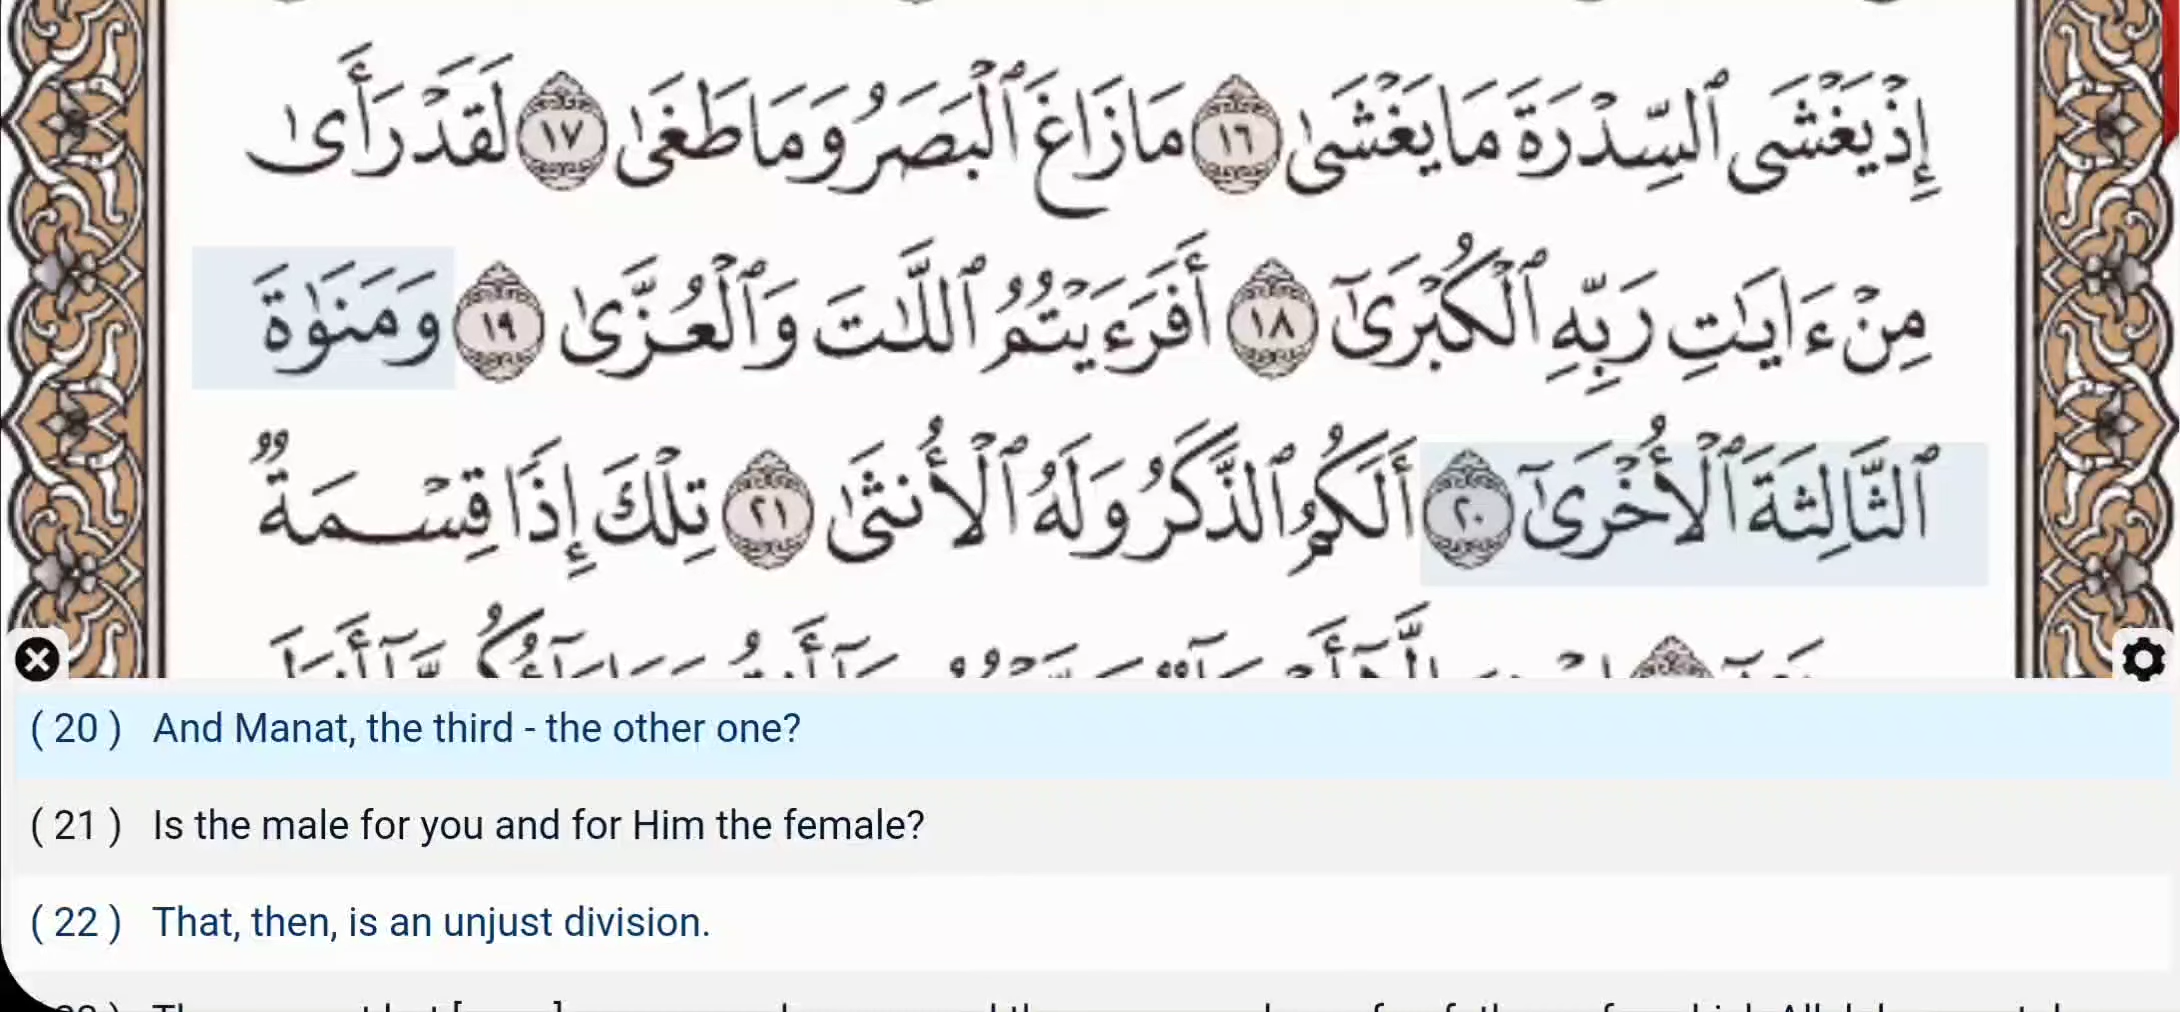 إِذْ يَغْشَى ٱلسِّدْرَةَ مَا يَغْشَىٰ ١٦ مَا زَاغَ ٱلْبَصَرُ وَمَا طَغَىٰ ١٧ لَقَدْ رَأَىٰ
مِنْ ءَايَٰتِ رَبِّهِ ٱلْكُبْرَىٰٓ ١٨ أَفَرَءَيْتُمُ ٱللَّٰتَ وَٱلْعُزَّىٰ ١٩ وَمَنَوٰةَ
ٱلثَّالِثَةَ ٱلْأُخْرَىٰٓ ٢٠ أَلَكُمُ ٱلذَّكَرُ وَلَهُ ٱلْأُنثَىٰ ٢١ تِلْكَ إِذًا قِسْمَةٌ
( 20 ) And Manat, the third - the other one?
( 21 ) Is the male for you and for Him the female?
( 22 ) That, then, is an unjust division.